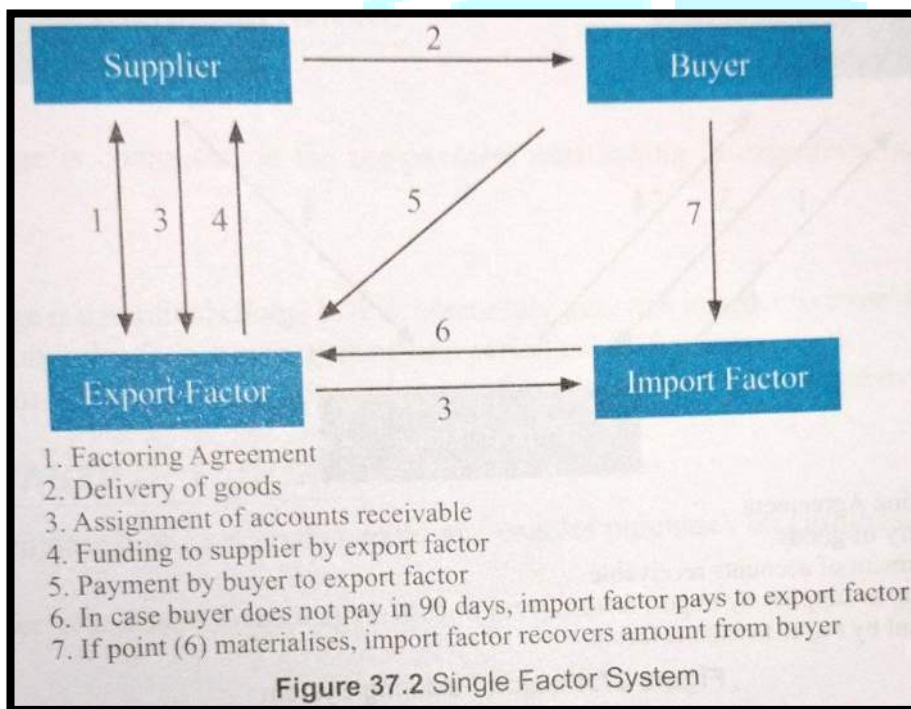 Supplier
2
Buyer
1
3
4
5
7
6
Export Factor
Import Factor
3
1. Factoring Agreement
2. Delivery of goods
3. Assignment of accounts receivable
4. Funding to supplier by export factor
5. Payment by buyer to export factor
6. In case buyer does not pay in 90 days, import factor pays to export factor
7. If point (6) materialises, import factor recovers amount from buyer
Figure 37.2 Single Factor System